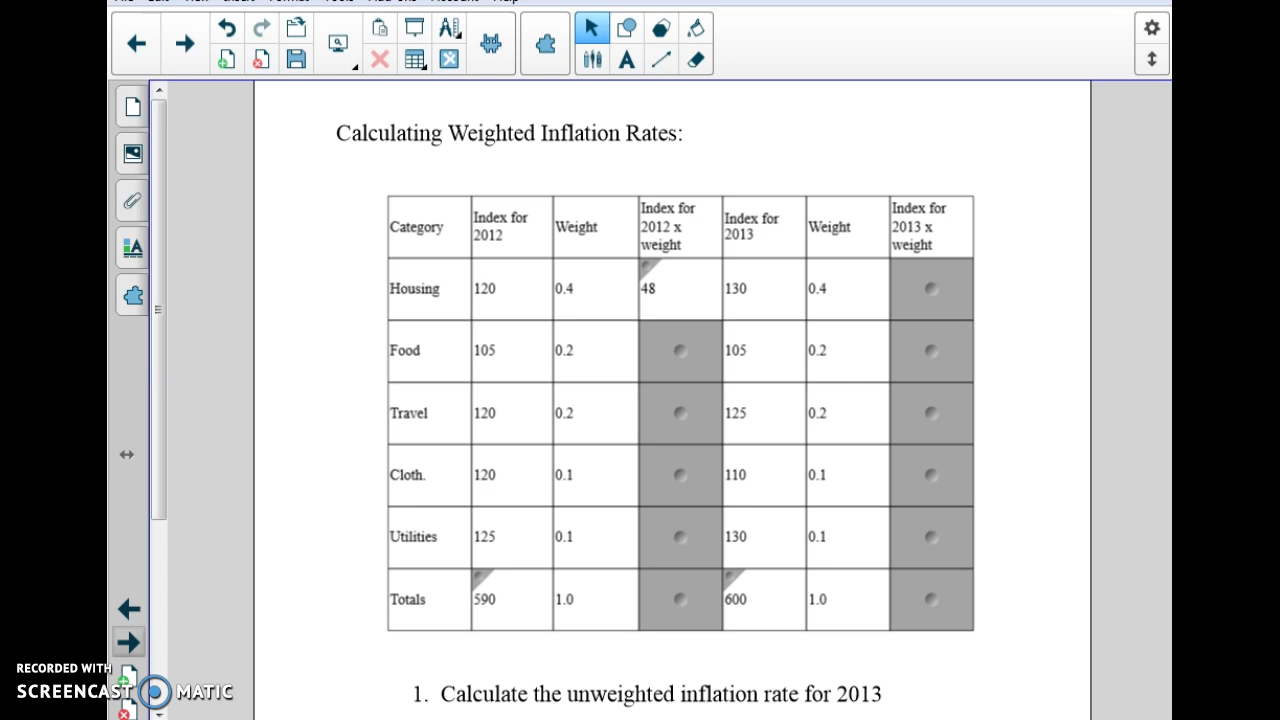 Calculating Weighted Inflation Rates:
Category
Index for 2012
Weight
Index for 2012 x weight
Index for 2013
Weight
Index for 2013 x weight
Housing 120 0.4 48 130 0.4
Food 105 0.2 105 0.2
Travel 120 0.2 125 0.2
Cloth. 120 0.1 110 0.1
Utilities 125 0.1 130 0.1
Totals 590 1.0 600 1.0
1. Calculate the unweighted inflation rate for 2013
RECORDED WITH
SCREENCAST MATIC